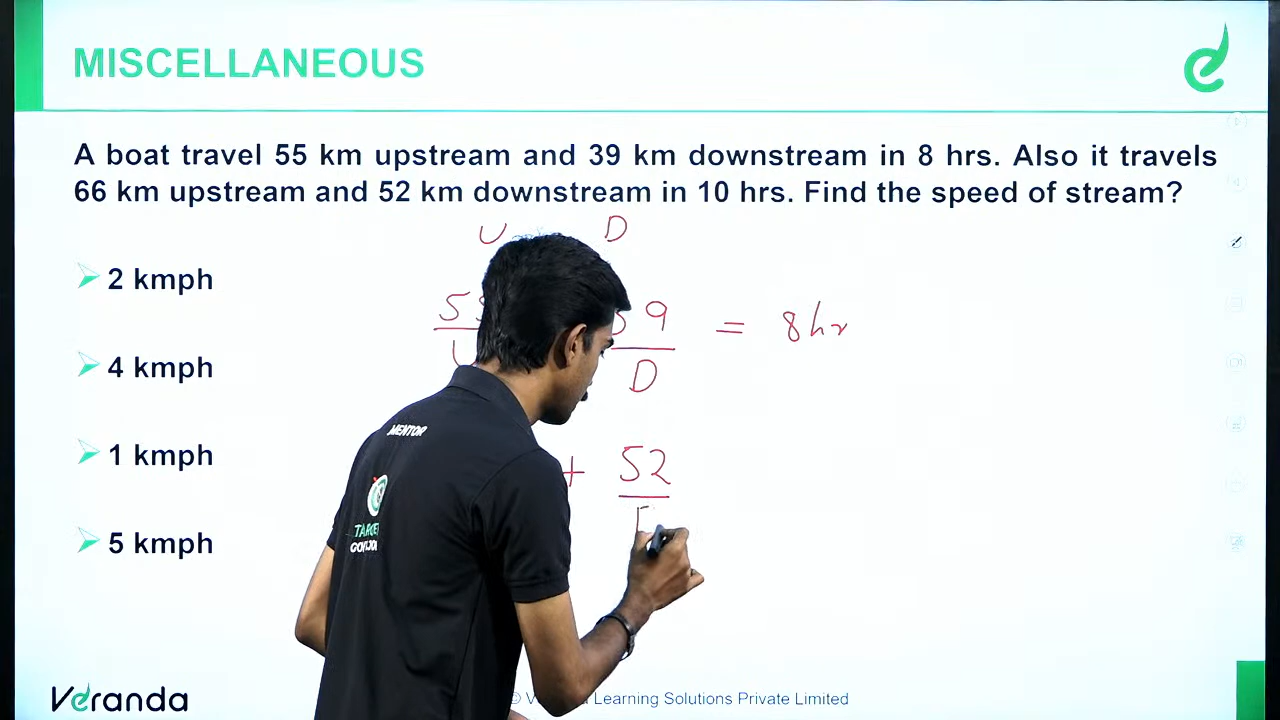 MISCELLANEOUS
A boat travel 55 km upstream and 39 km downstream in 8 hrs. Also it travels
66 km upstream and 52 km downstream in 10 hrs. Find the speed of stream?
U D
2 kmph
9 = 8hr
D
4 kmph
MENTOR
1 kmph
+ 52
5 kmph
Veranda
Learning Solutions Private Limited